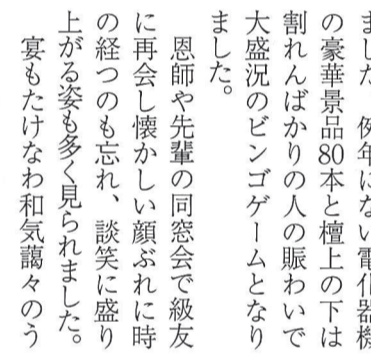 ました。例年にない電化器機
の豪華景品80本と檀上の下は
割れんばかりの人の賑わいで
大盛況のビンゴゲームとなり
ました。
恩師や先輩の同窓会で級友
に再会し懐かしい顔ぶれに時
の経つのも忘れ、談笑に盛り
上がる姿も多く見られました。
宴もたけなわ和気藹々のう